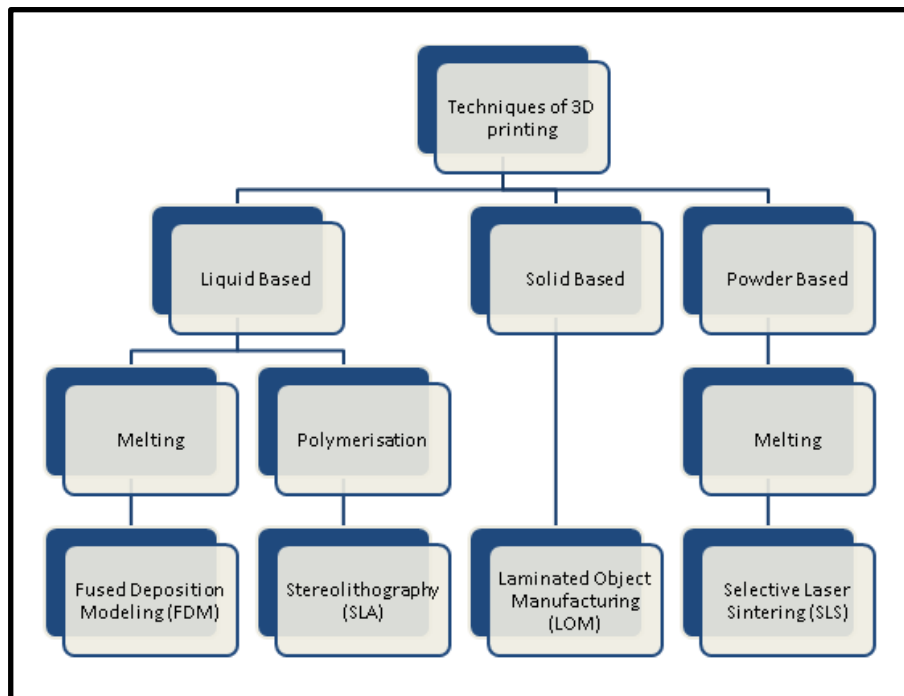 Techniques of 3D
printing
Liquid Based
Solid Based
Powder Based
Melting
Polymerisation
Melting
Fused Deposition
Modeling (FDM)
Stereolithography
(SLA)
Laminated Object
Manufacturing
(LOM)
Selective Laser
Sintering (SLS)